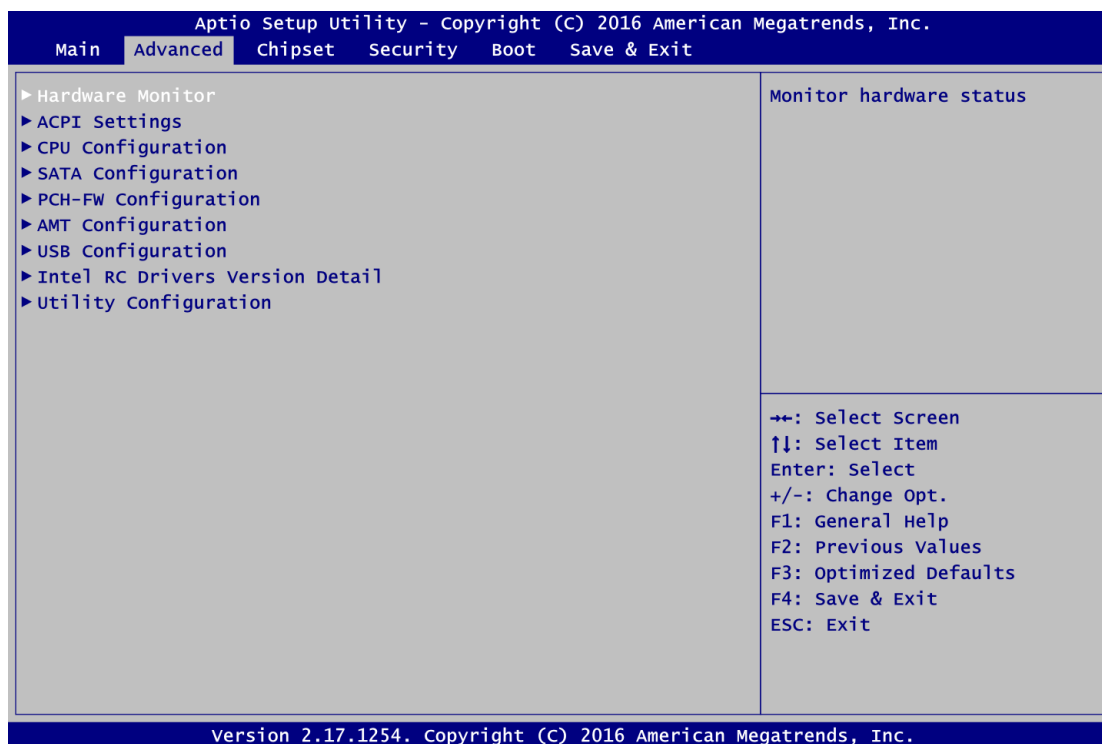 Aptio Setup Utility – Copyright (C) 2016 American Megatrends, Inc.
Main Advanced Chipset Security Boot Save & Exit
▶Hardware Monitor
▶ACPI Settings
▶CPU Configuration
▶SATA Configuration
▶PCH-FW Configuration
▶AMT Configuration
▶USB Configuration
▶Intel RC Drivers Version Detail
▶Utility Configuration
Monitor hardware status
→←: Select Screen
↑↓: Select Item
Enter: Select
+/-: Change Opt.
F1: General Help
F2: Previous Values
F3: Optimized Defaults
F4: Save & Exit
ESC: Exit
Version 2.17.1254. Copyright (C) 2016 American Megatrends, Inc.